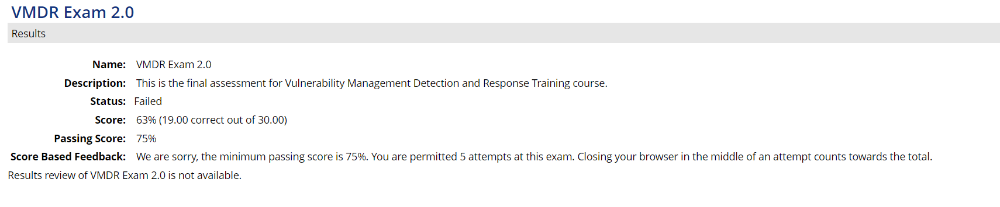 VMDR Exam 2.0
Results
Name: VMDR Exam 2.0
Description: This is the final assessment for Vulnerability Management Detection and Response Training course.
Status: Failed
Score: 63% (19.00 correct out of 30.00)
Passing Score: 75%
Score Based Feedback: We are sorry, the minimum passing score is 75%. You are permitted 5 attempts at this exam. Closing your browser in the middle of an attempt counts towards the total.
Results review of VMDR Exam 2.0 is not available.